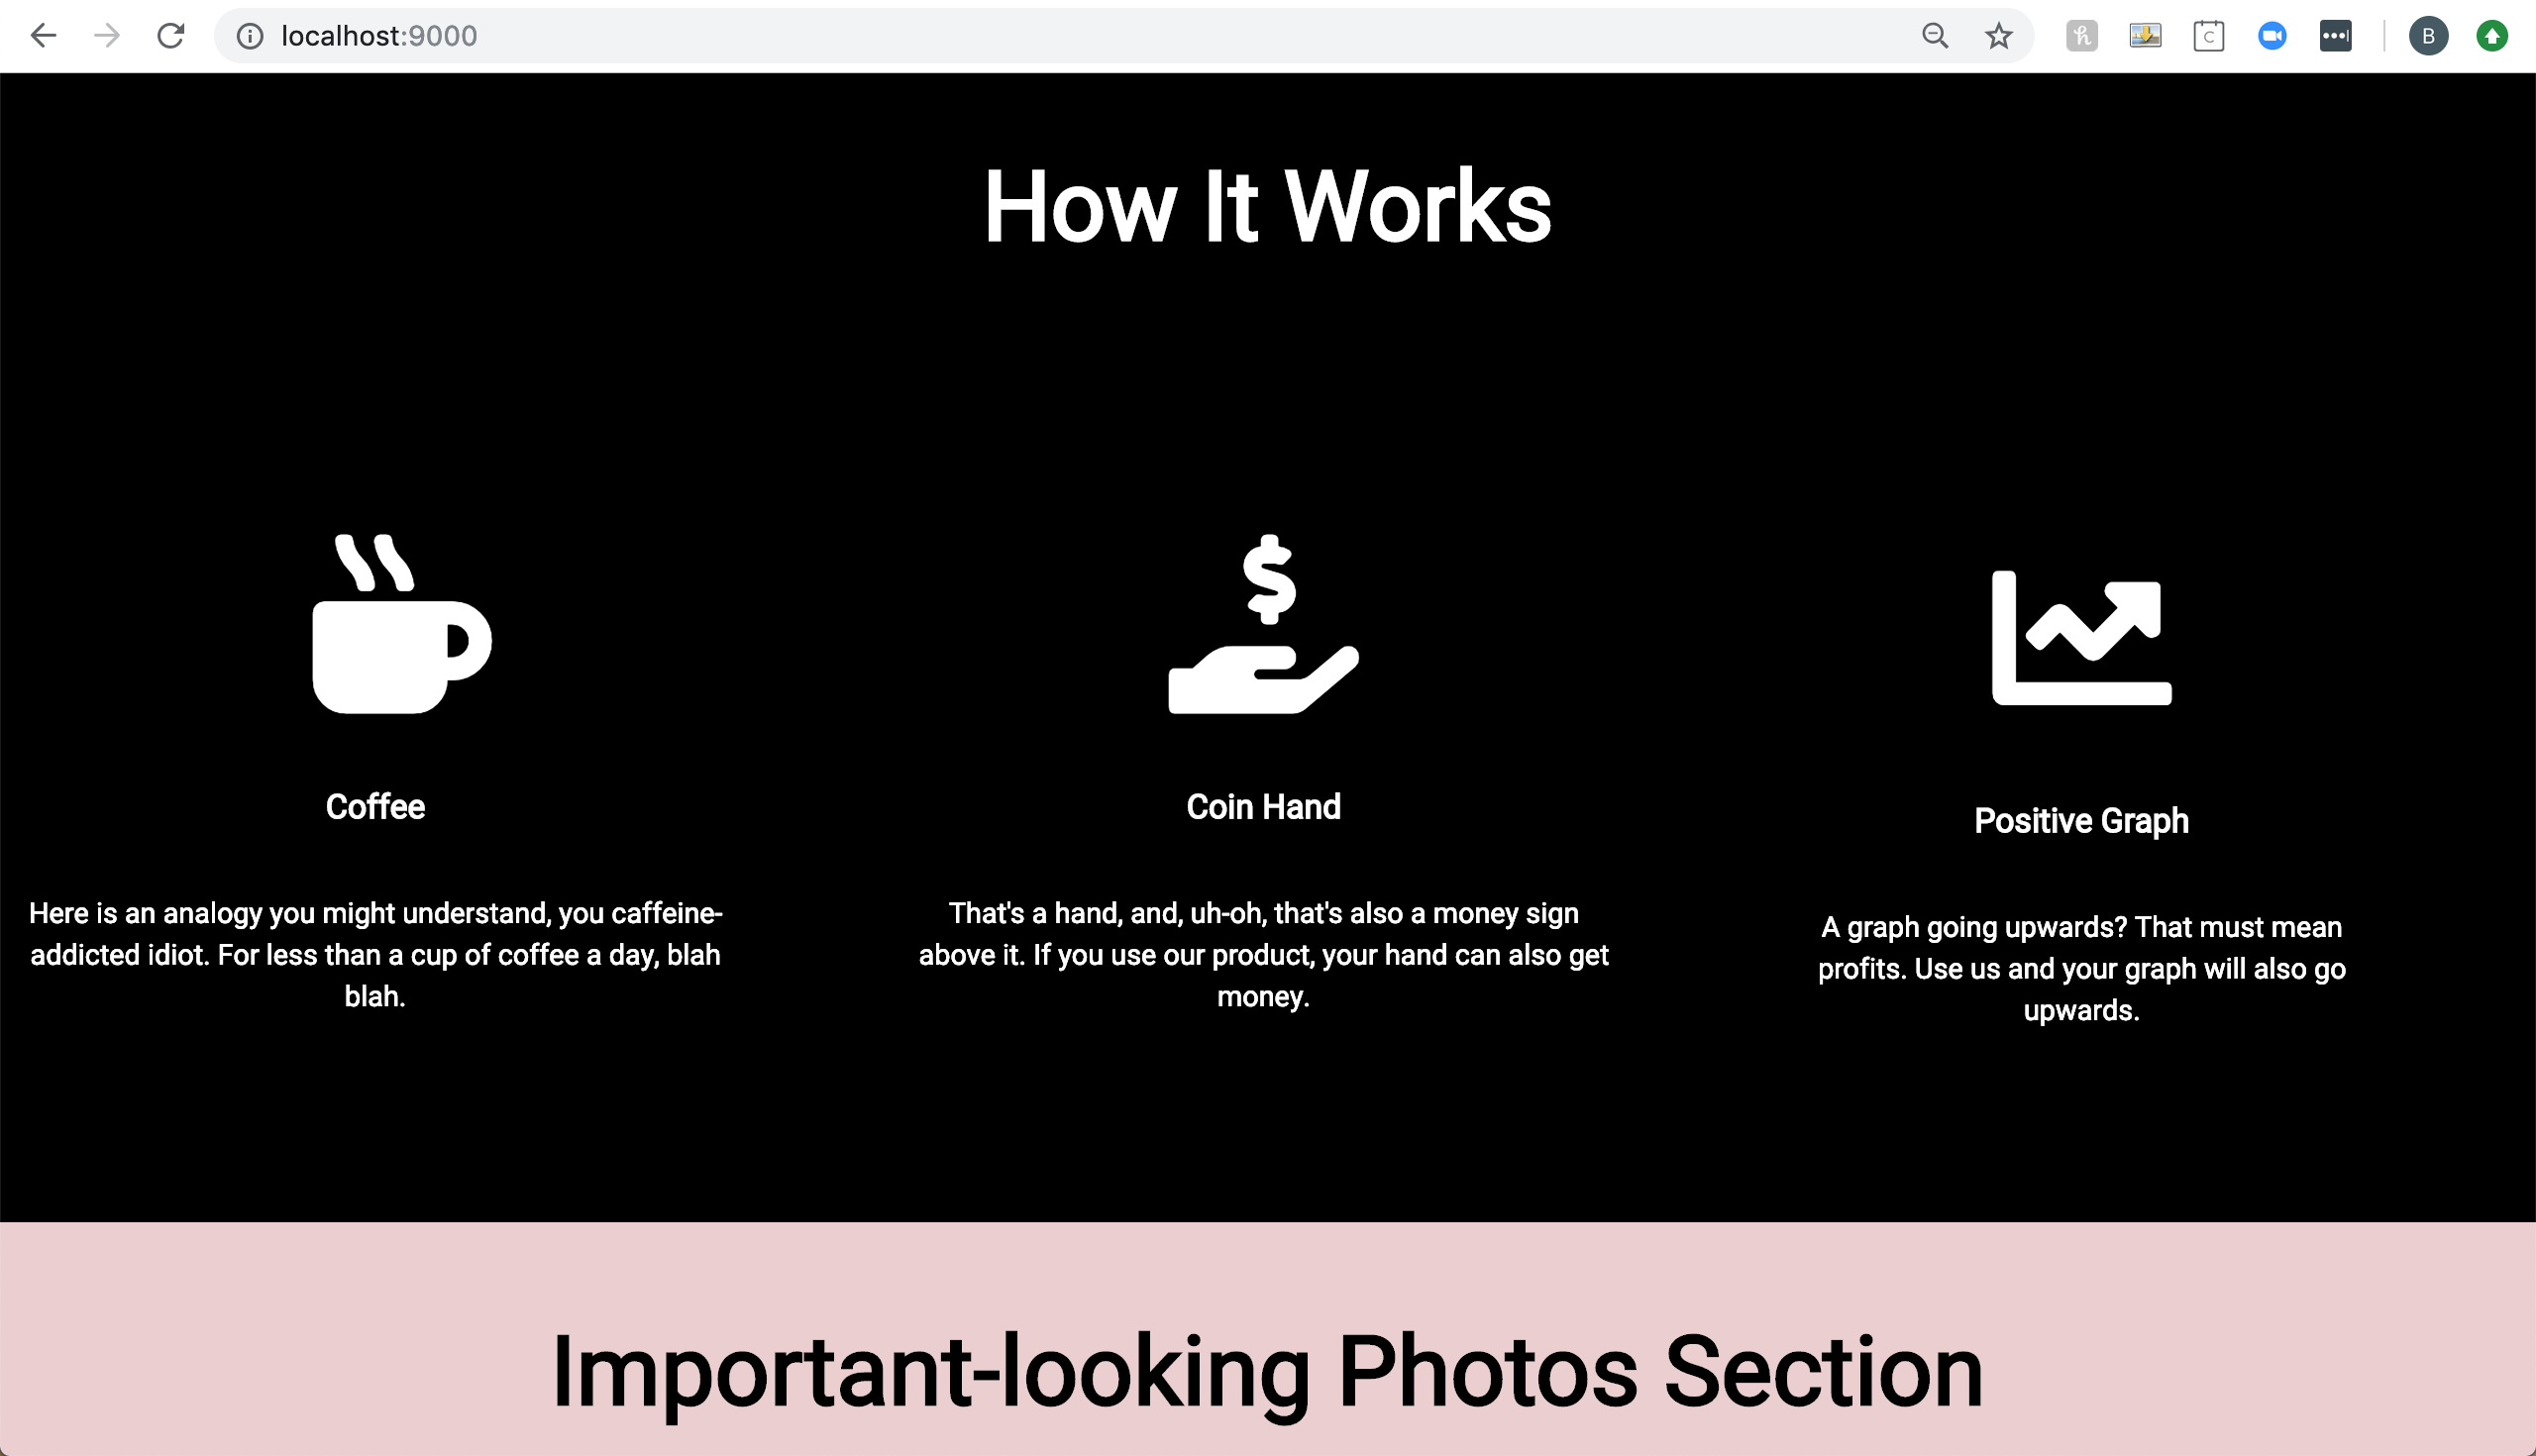 localhost:9000
C
B
How It Works
$
Coffee
Here is an analogy you might understand, you caffeine-
addicted idiot. For less than a cup of coffee a day, blah
blah.
Coin Hand
That's a hand, and, uh-oh, that's also a money sign
above it. If you use our product, your hand can also get
money.
Positive Graph
A graph going upwards? That must mean
profits. Use us and your graph will also go
upwards.
Important-looking Photos Section